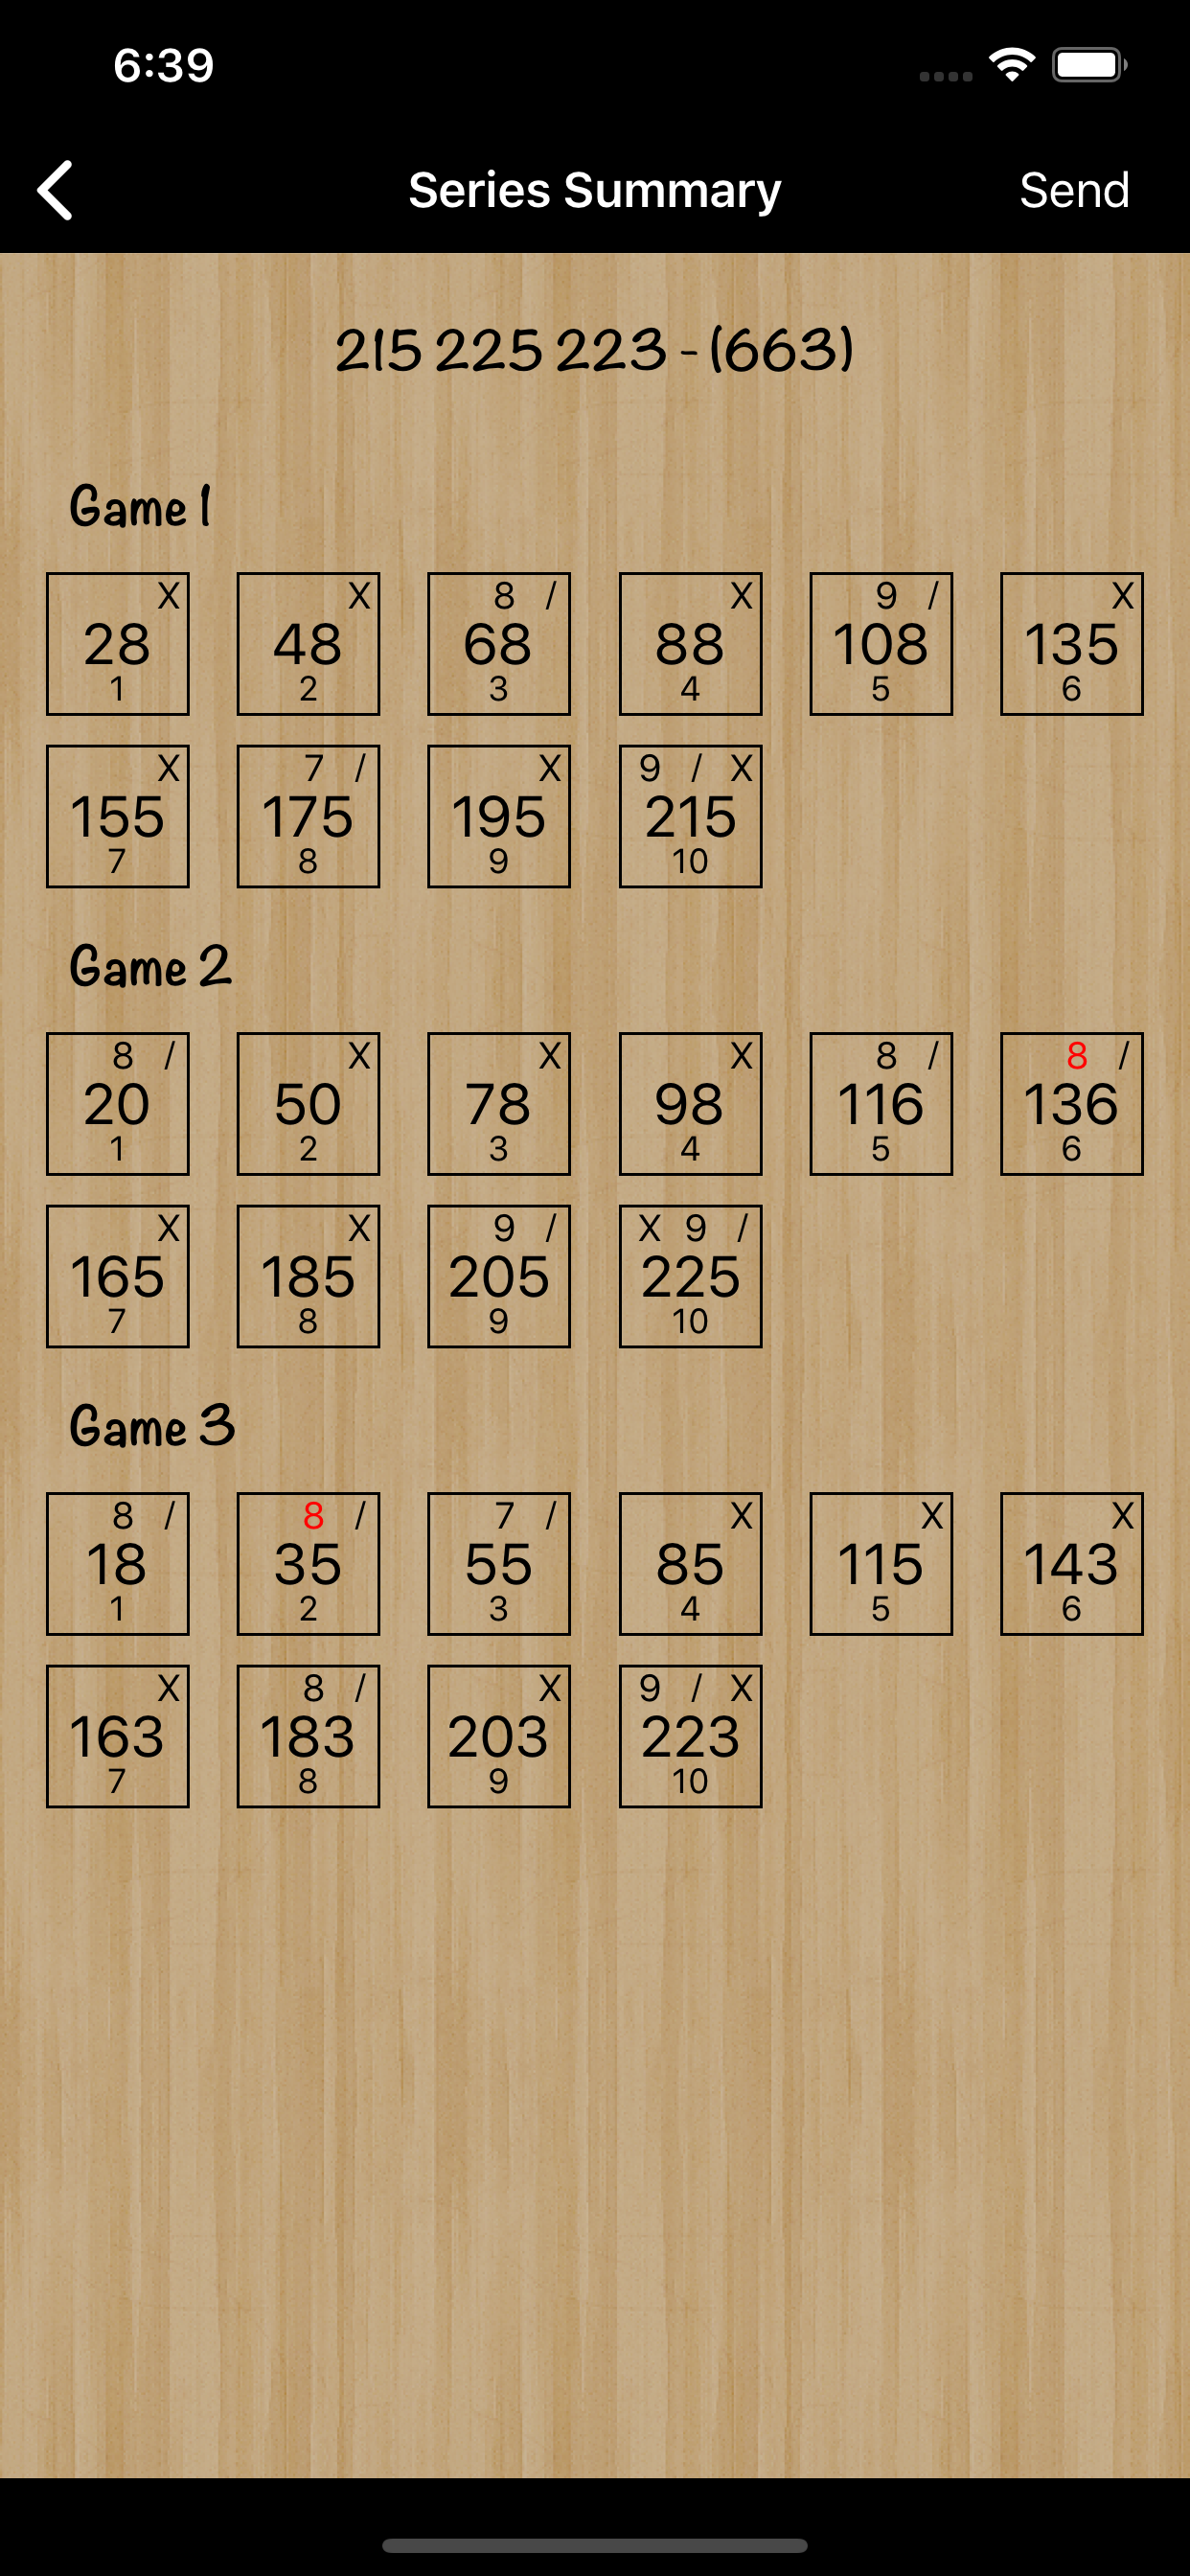 6:39
Series Summary Send
215 225 223 - (663)
Game 1
X X 8 / X 9 / X
28 48 68 88 108 135
1 2 3 4 5 6
X 7 / X 9 / X
155 175 195 215
7 8 9 10
Game 2
8 / X X X 8 / 8 /
20 50 78 98 116 136
1 2 3 4 5 6
X X 9 / X 9 /
165 185 205 225
7 8 9 10
Game 3
8 / 8 / 7 / X X X
18 35 55 85 115 143
1 2 3 4 5 6
X 8 / X 9 / X
163 183 203 223
7 8 9 10